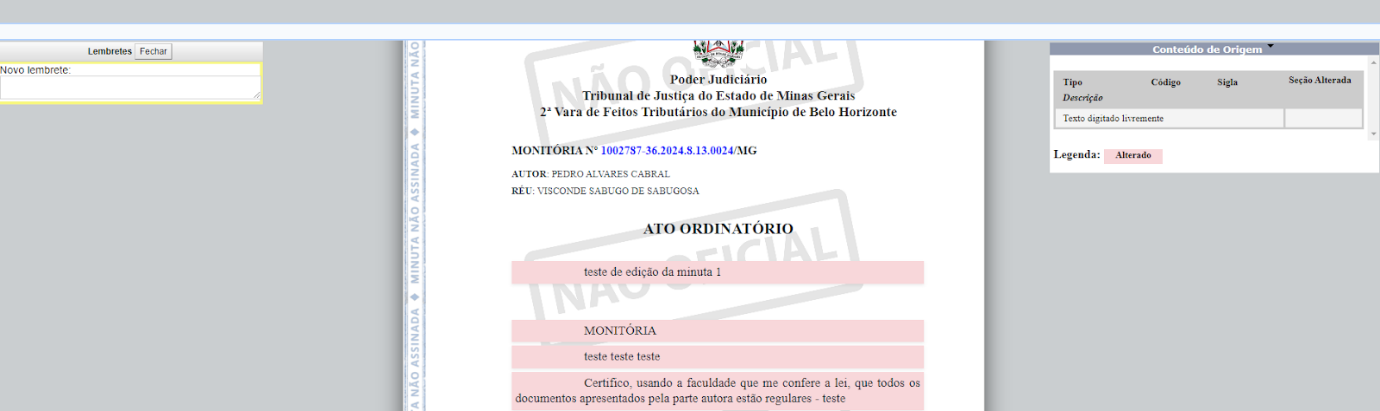 Lembretes Fechar
Novo lembrete:
MINUTA NÃO ASSINADA ◆ MINUTA NÃO ASSINADA ◆ MINUTA NÃO
NÃO OFICIAL
Poder Judiciário
Tribunal de Justiça do Estado de Minas Gerais
2ª Vara de Feitos Tributários do Município de Belo Horizonte
MONITÓRIA Nº 1002787-36.2024.8.13.0024/MG
AUTOR: PEDRO ALVARES CABRAL
RÉU: VISCONDE SABUGO DE SABUGOSA
ATO ORDINATÓRIO
NÃO OFICIAL
teste de edição da minuta 1
MONITÓRIA
teste teste teste
Certifico, usando a faculdade que me confere a lei, que todos os
documentos apresentados pela parte autora estão regulares - teste
Conteúdo de Origem
Tipo Código Sigla Seção Alterada
Descrição
Texto digitado livremente
Legenda: Alterado